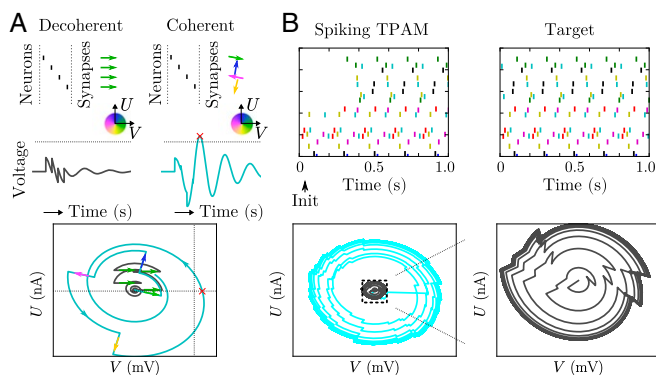 A
Decoherent
Coherent
Neurons
Synapses
Neurons
Synapses
U
V
U
V
Voltage
Time (s)
Time (s)
U (nA)
V (mV)
B
Spiking TPAM
Target
0
0.5
1.0
0
0.5
1.0
Time (s)
Time (s)
Init
U (nA)
V (mV)
U (nA)
V (mV)